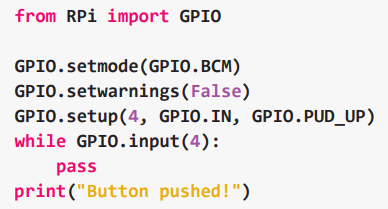 from RPi import GPIO

GPIO.setmode(GPIO.BCM)
GPIO.setwarnings(False)
GPIO.setup(4, GPIO.IN, GPIO.PUD_UP)
while GPIO.input(4):
    pass
print("Button pushed!")